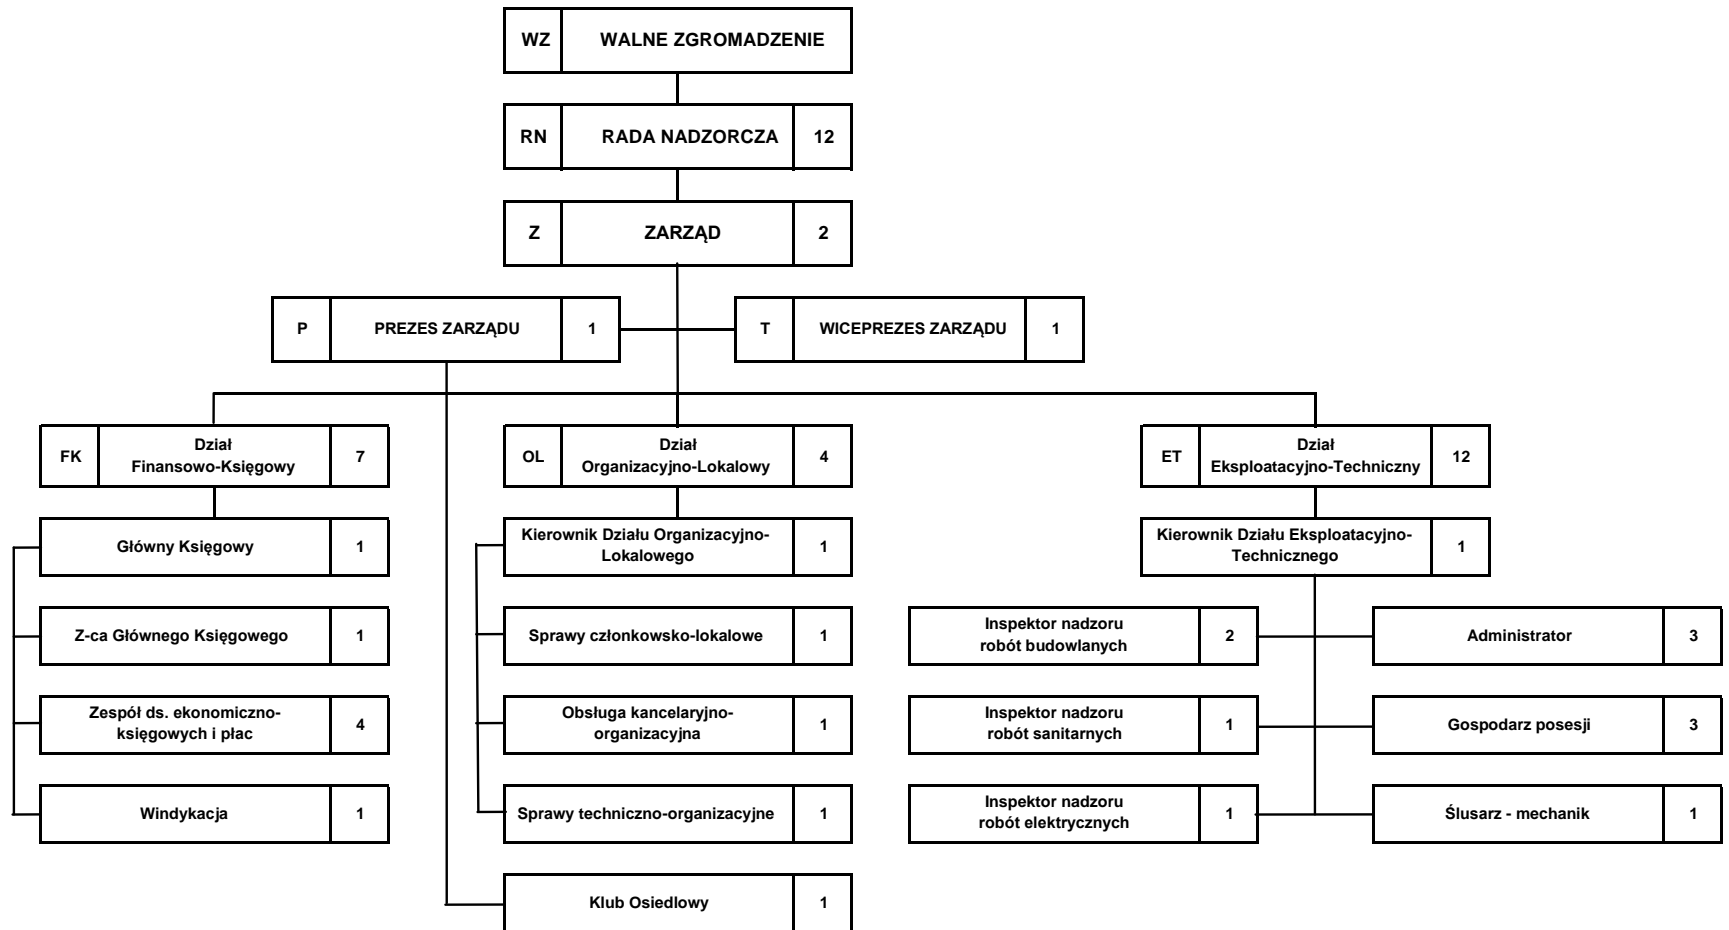 WZ WALNE ZGROMADZENIE
RN RADA NADZORCZA 12
Z ZARZĄD 2
P PREZES ZARZĄDU 1
T WICEPREZES ZARZĄDU 1
FK Dział
Finansowo-Księgowy 7
OL Dział
Organizacyjno-Lokalowy 4
ET Dział
Eksploatacyjno-Techniczny 12
Główny Księgowy 1
Kierownik Działu Organizacyjno-
Lokalowego 1
Kierownik Działu Eksploatacyjno-
Technicznego 1
Z-ca Głównego Księgowego 1
Sprawy członkowsko-lokalowe 1
Inspektor nadzoru
robót budowlanych 2
Administrator 3
Zespół ds. ekonomiczno-
księgowych i płac 4
Obsługa kancelaryjno-
organizacyjna 1
Inspektor nadzoru
robót sanitarnych 1
Gospodarz posesji 3
Windykacja 1
Sprawy techniczno-organizacyjne 1
Inspektor nadzoru
robót elektrycznych 1
Ślusarz - mechanik 1
Klub Osiedlowy 1